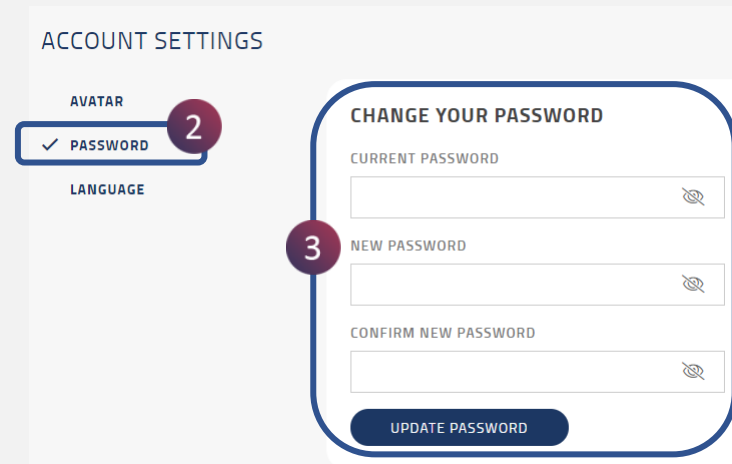 ACCOUNT SETTINGS
AVATAR
2
PASSWORD
LANGUAGE
3
CHANGE YOUR PASSWORD
CURRENT PASSWORD
NEW PASSWORD
CONFIRM NEW PASSWORD
UPDATE PASSWORD